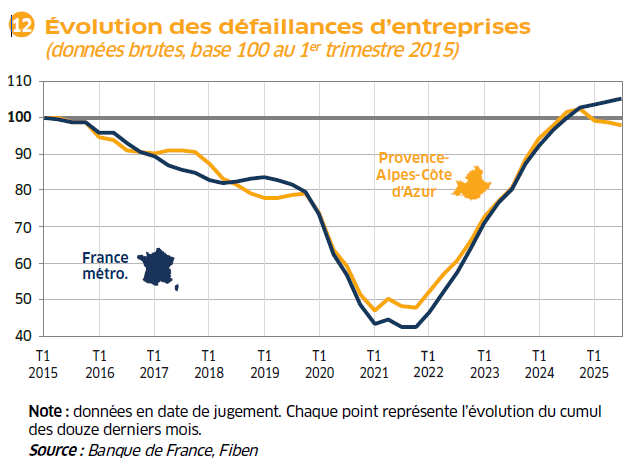 12 Évolution des défaillances d'entreprises
(données brutes, base 100 au 1er trimestre 2015)
110
100
90
80
70
60
50
40
Provence-
Alpes-Côte
d'Azur
France
métro.
T1 T1 T1 T1 T1 T1 T1 T1 T1 T1 T1
2015 2016 2017 2018 2019 2020 2021 2022 2023 2024 2025
Note : données en date de jugement. Chaque point représente l'évolution du cumul
des douze derniers mois.
Source : Banque de France, Fiben